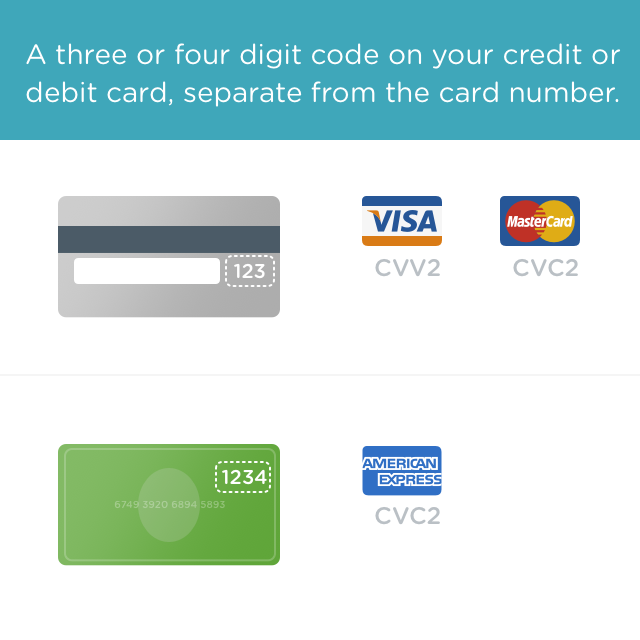 A three or four digit code on your credit or
debit card, separate from the card number.
123
VISA
MasterCard
CVV2
CVC2
1234
6749 3920 6894 5893
AMERICAN
EXPRESS
CVC2